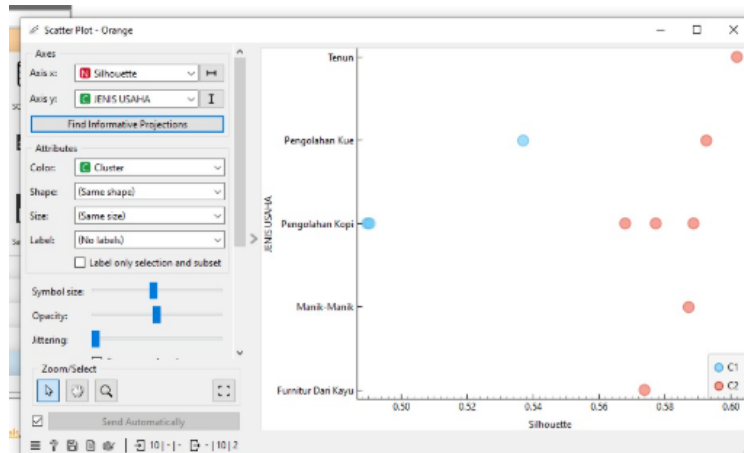 Scatter Plot - Orange
Axes
Axis x: N Silhouette
Axis y: C JENIS USAHA
Find Informative Projections
Attributes
Color: C Cluster
Shape: (Same shape)
Size: (Same size)
Label: (No labels)
Label only selection and subset
Symbol size:
Opacity:
Jittering:
Zoom/Select
Send Automatically
10 | - | - - | 10 | 2
JENIS USAHA
Tenun
Pengolahan Kue
Pengolahan Kopi
Manik-Manik
Furnitur Dari Kayu
0.50 0.52 0.54 0.56 0.58 0.60
Silhouette
C1
C2